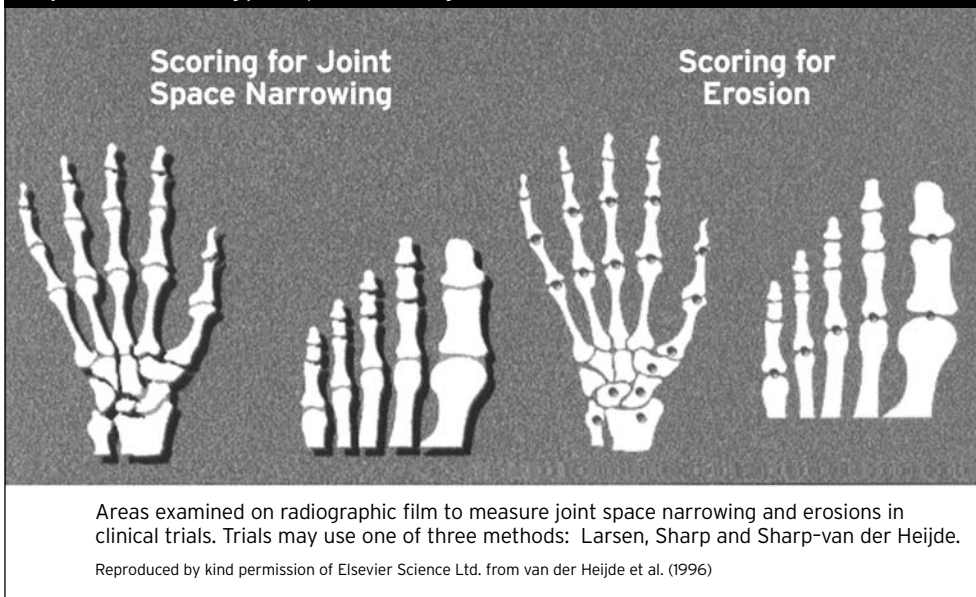 Scoring for Joint
Space Narrowing
Scoring for
Erosion
Areas examined on radiographic film to measure joint space narrowing and erosions in
clinical trials. Trials may use one of three methods: Larsen, Sharp and Sharp-van der Heijde.
Reproduced by kind permission of Elsevier Science Ltd. from van der Heijde et al. (1996)